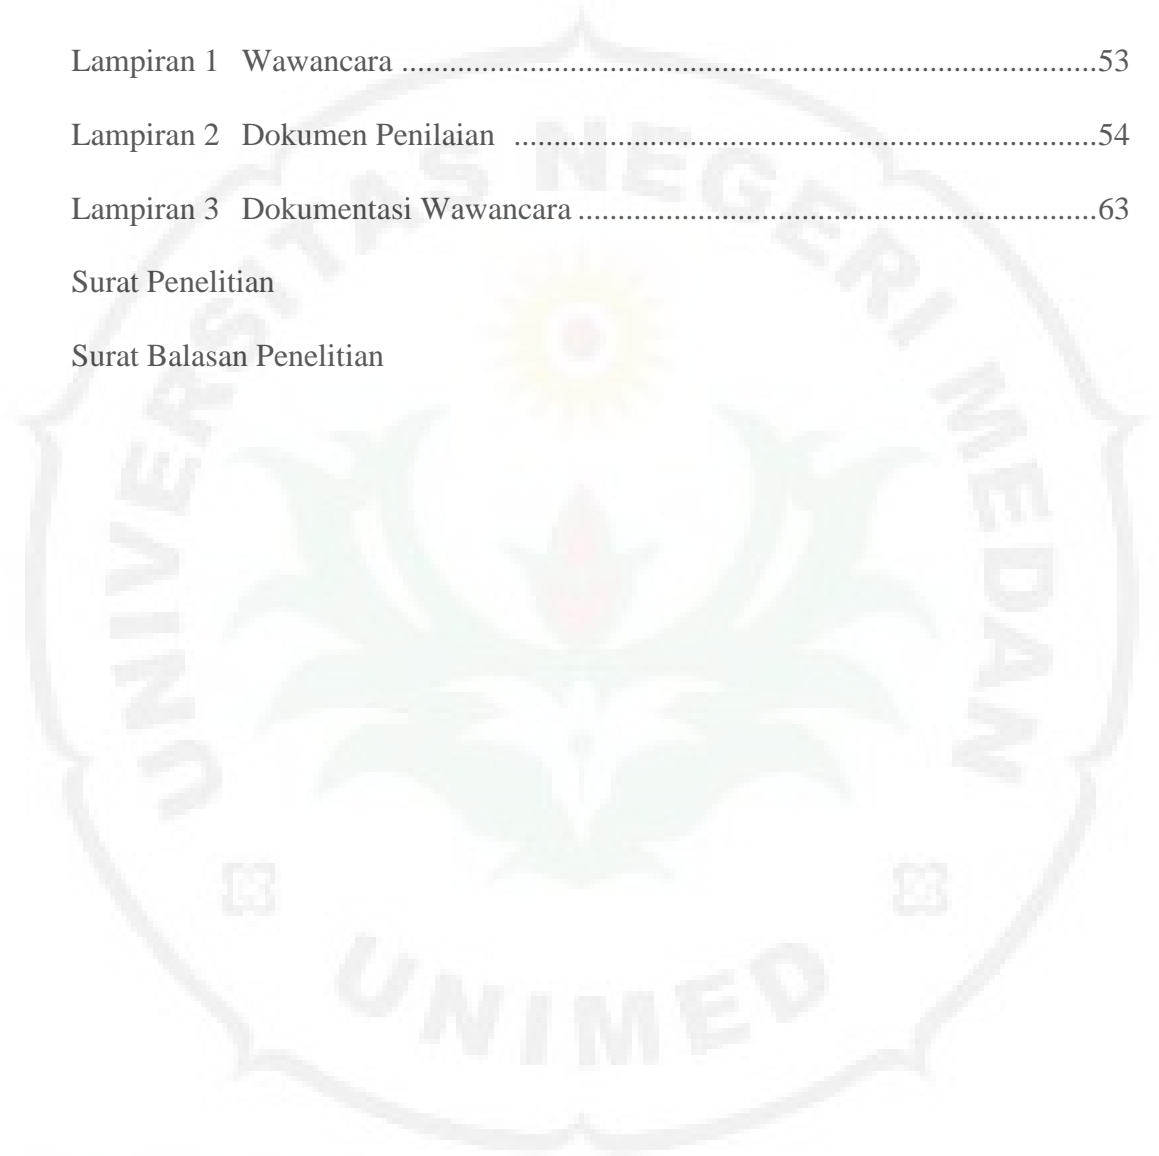 Lampiran 1 Wawancara ......................................................................................53
Lampiran 2 Dokumen Penilaian ........................................................................54
Lampiran 3 Dokumentasi Wawancara ................................................................63
Surat Penelitian
Surat Balasan Penelitian
UNIVERSITAS NEGERI MEDAN
UNIMED